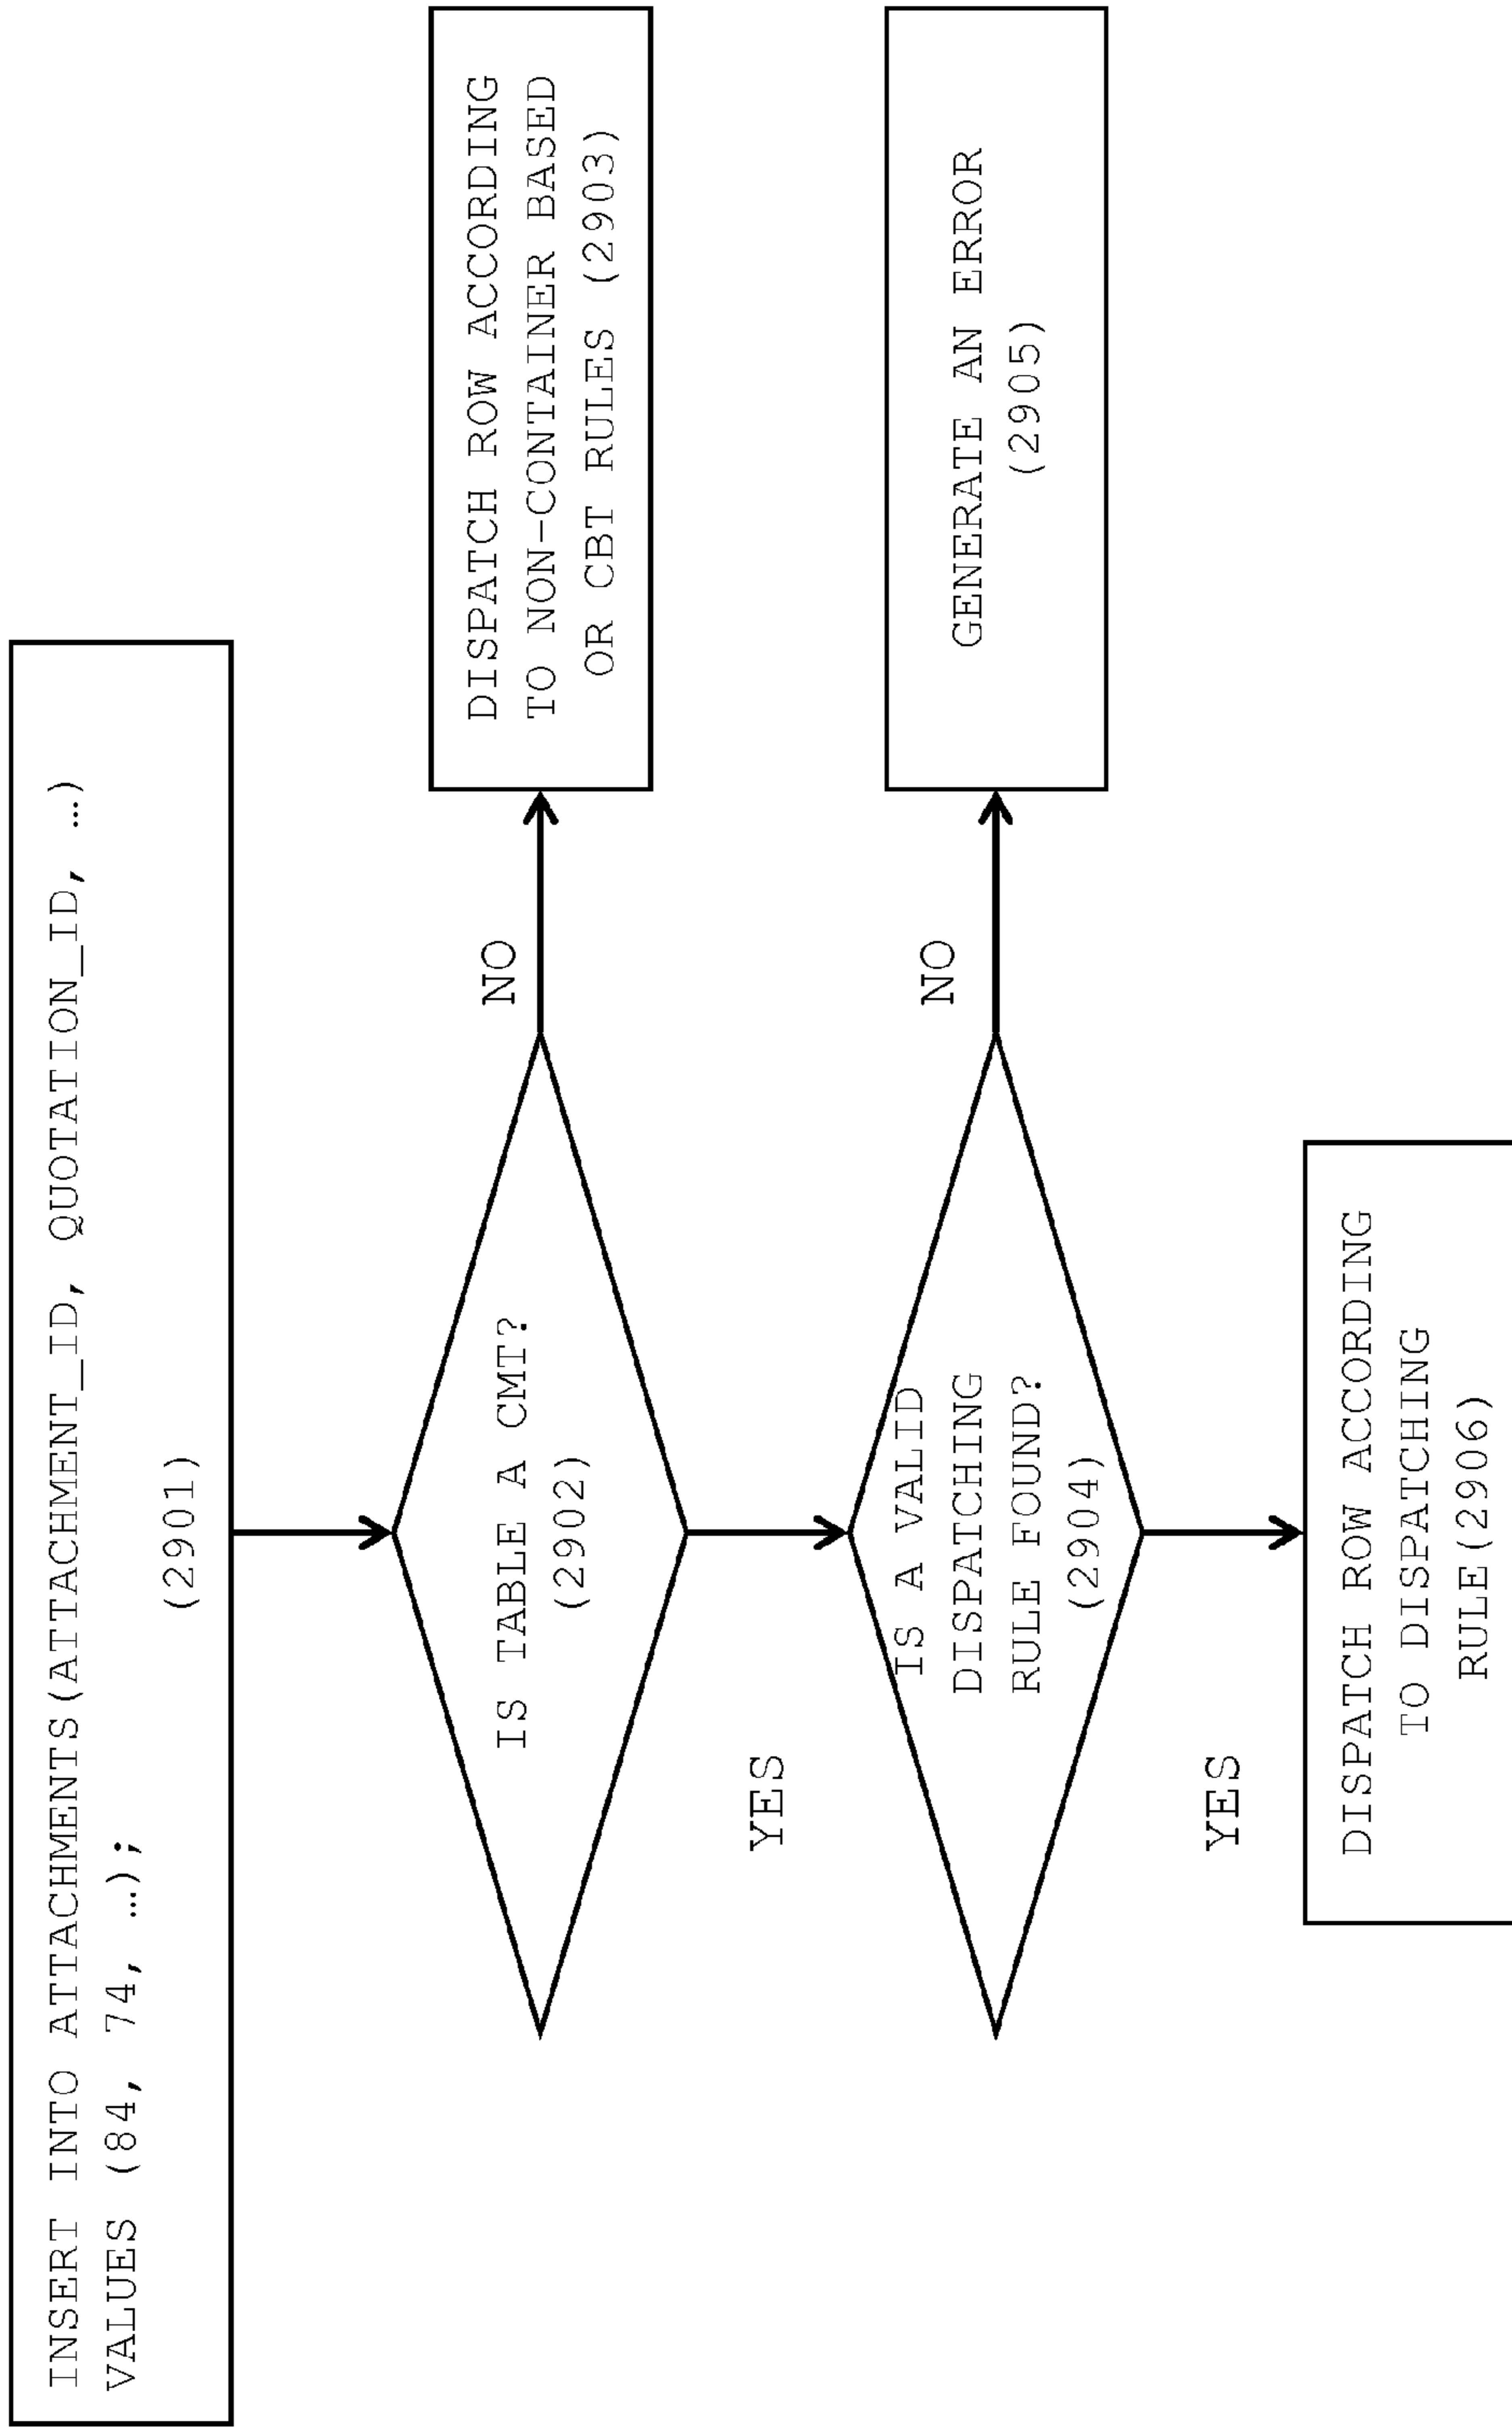 INSERT INTO ATTACHMENTS(ATTACHMENT_ID, QUOTATION_ID, …)
VALUES (84, 74, …);
(2901)
IS TABLE A CMT?
(2902)
NO
DISPATCH ROW ACCORDING
TO NON-CONTAINER BASED
OR CBT RULES (2903)
YES
IS A VALID
DISPATCHING
RULE FOUND?
(2904)
NO
GENERATE AN ERROR
(2905)
YES
DISPATCH ROW ACCORDING
TO DISPATCHING
RULE(2906)